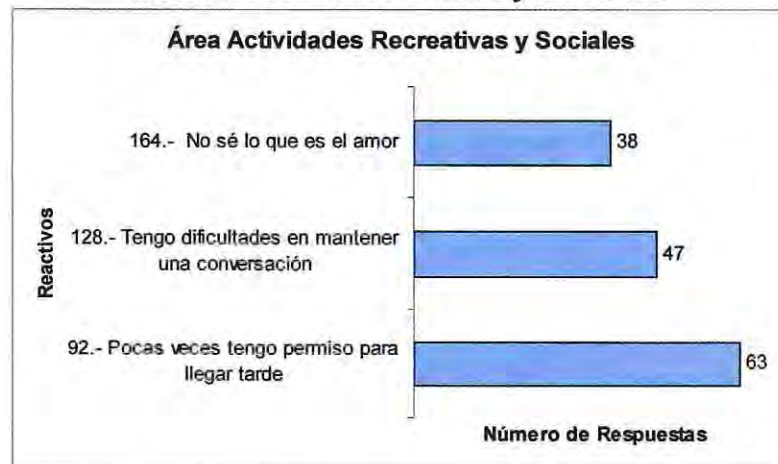 Área Actividades Recreativas y Sociales
164.- No sé lo que es el amor
38
128.- Tengo dificultades en mantener
una conversación
47
92.- Pocas veces tengo permiso para
llegar tarde
63
Reactivos
Número de Respuestas